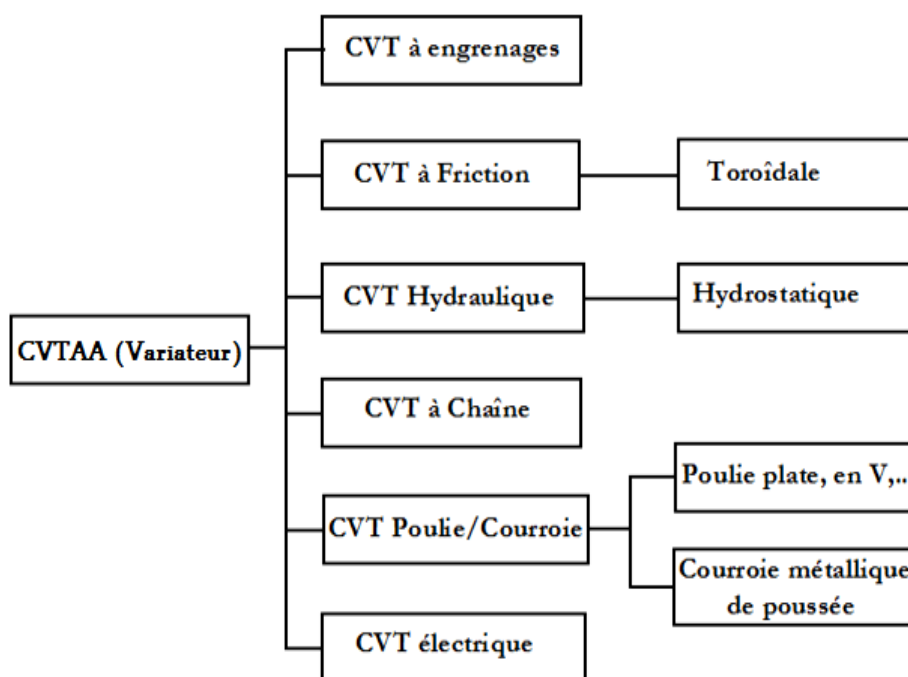 CVT à engrenages
CVT à Friction
Toroîdale
CVT Hydraulique
Hydrostatique
CVTAA (Variateur)
CVT à Chaîne
Poulie plate, en V,..
CVT Poulie/Courroie
Courroie métallique
de poussée
CVT électrique